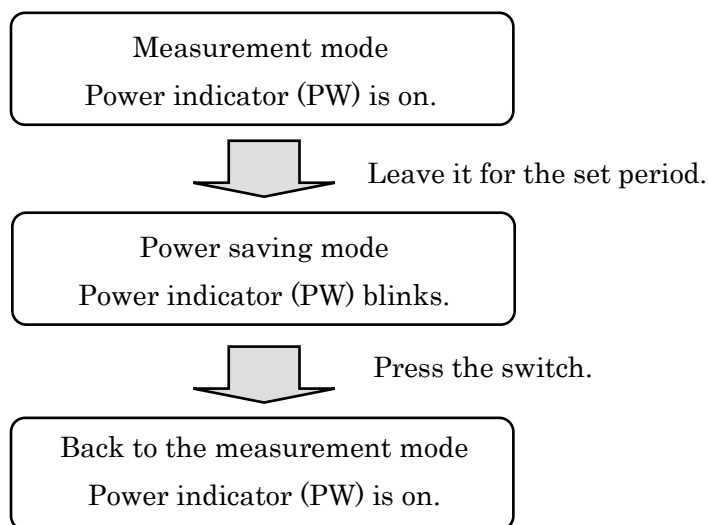 Measurement mode
Power indicator (PW) is on.
Leave it for the set period.
Power saving mode
Power indicator (PW) blinks.
Press the switch.
Back to the measurement mode
Power indicator (PW) is on.